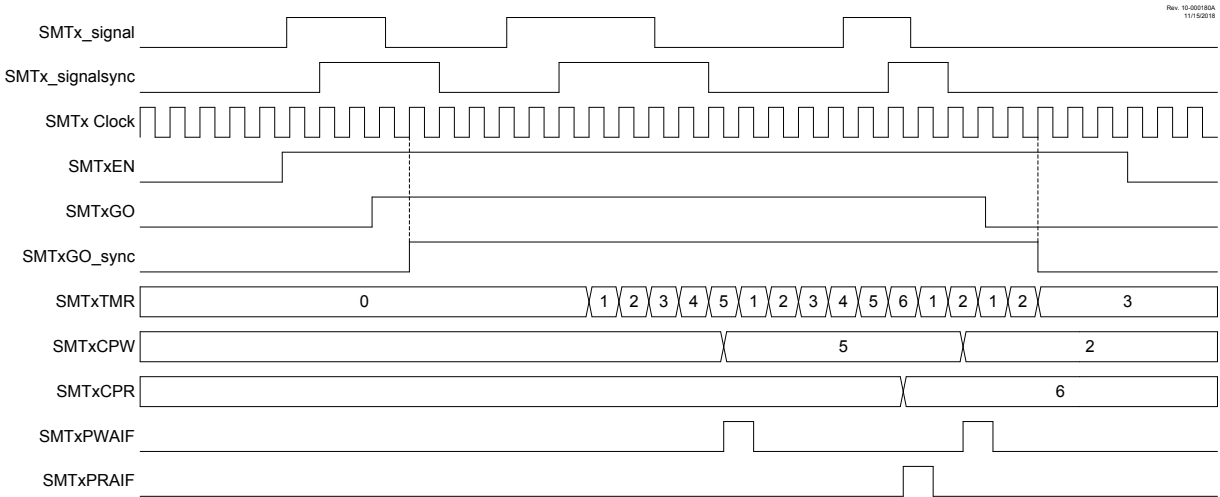 Rev. 10-000180A
11/15/2018
SMTx_signal
SMTx_signalsync
SMTx Clock
SMTxEN
SMTxGO
SMTxGO_sync
SMTxTMR 0 1 2 3 4 5 1 2 3 4 5 6 1 2 1 2 3
SMTxCPW 5 2
SMTxCPR 6
SMTxPWAIF
SMTxPRAIF